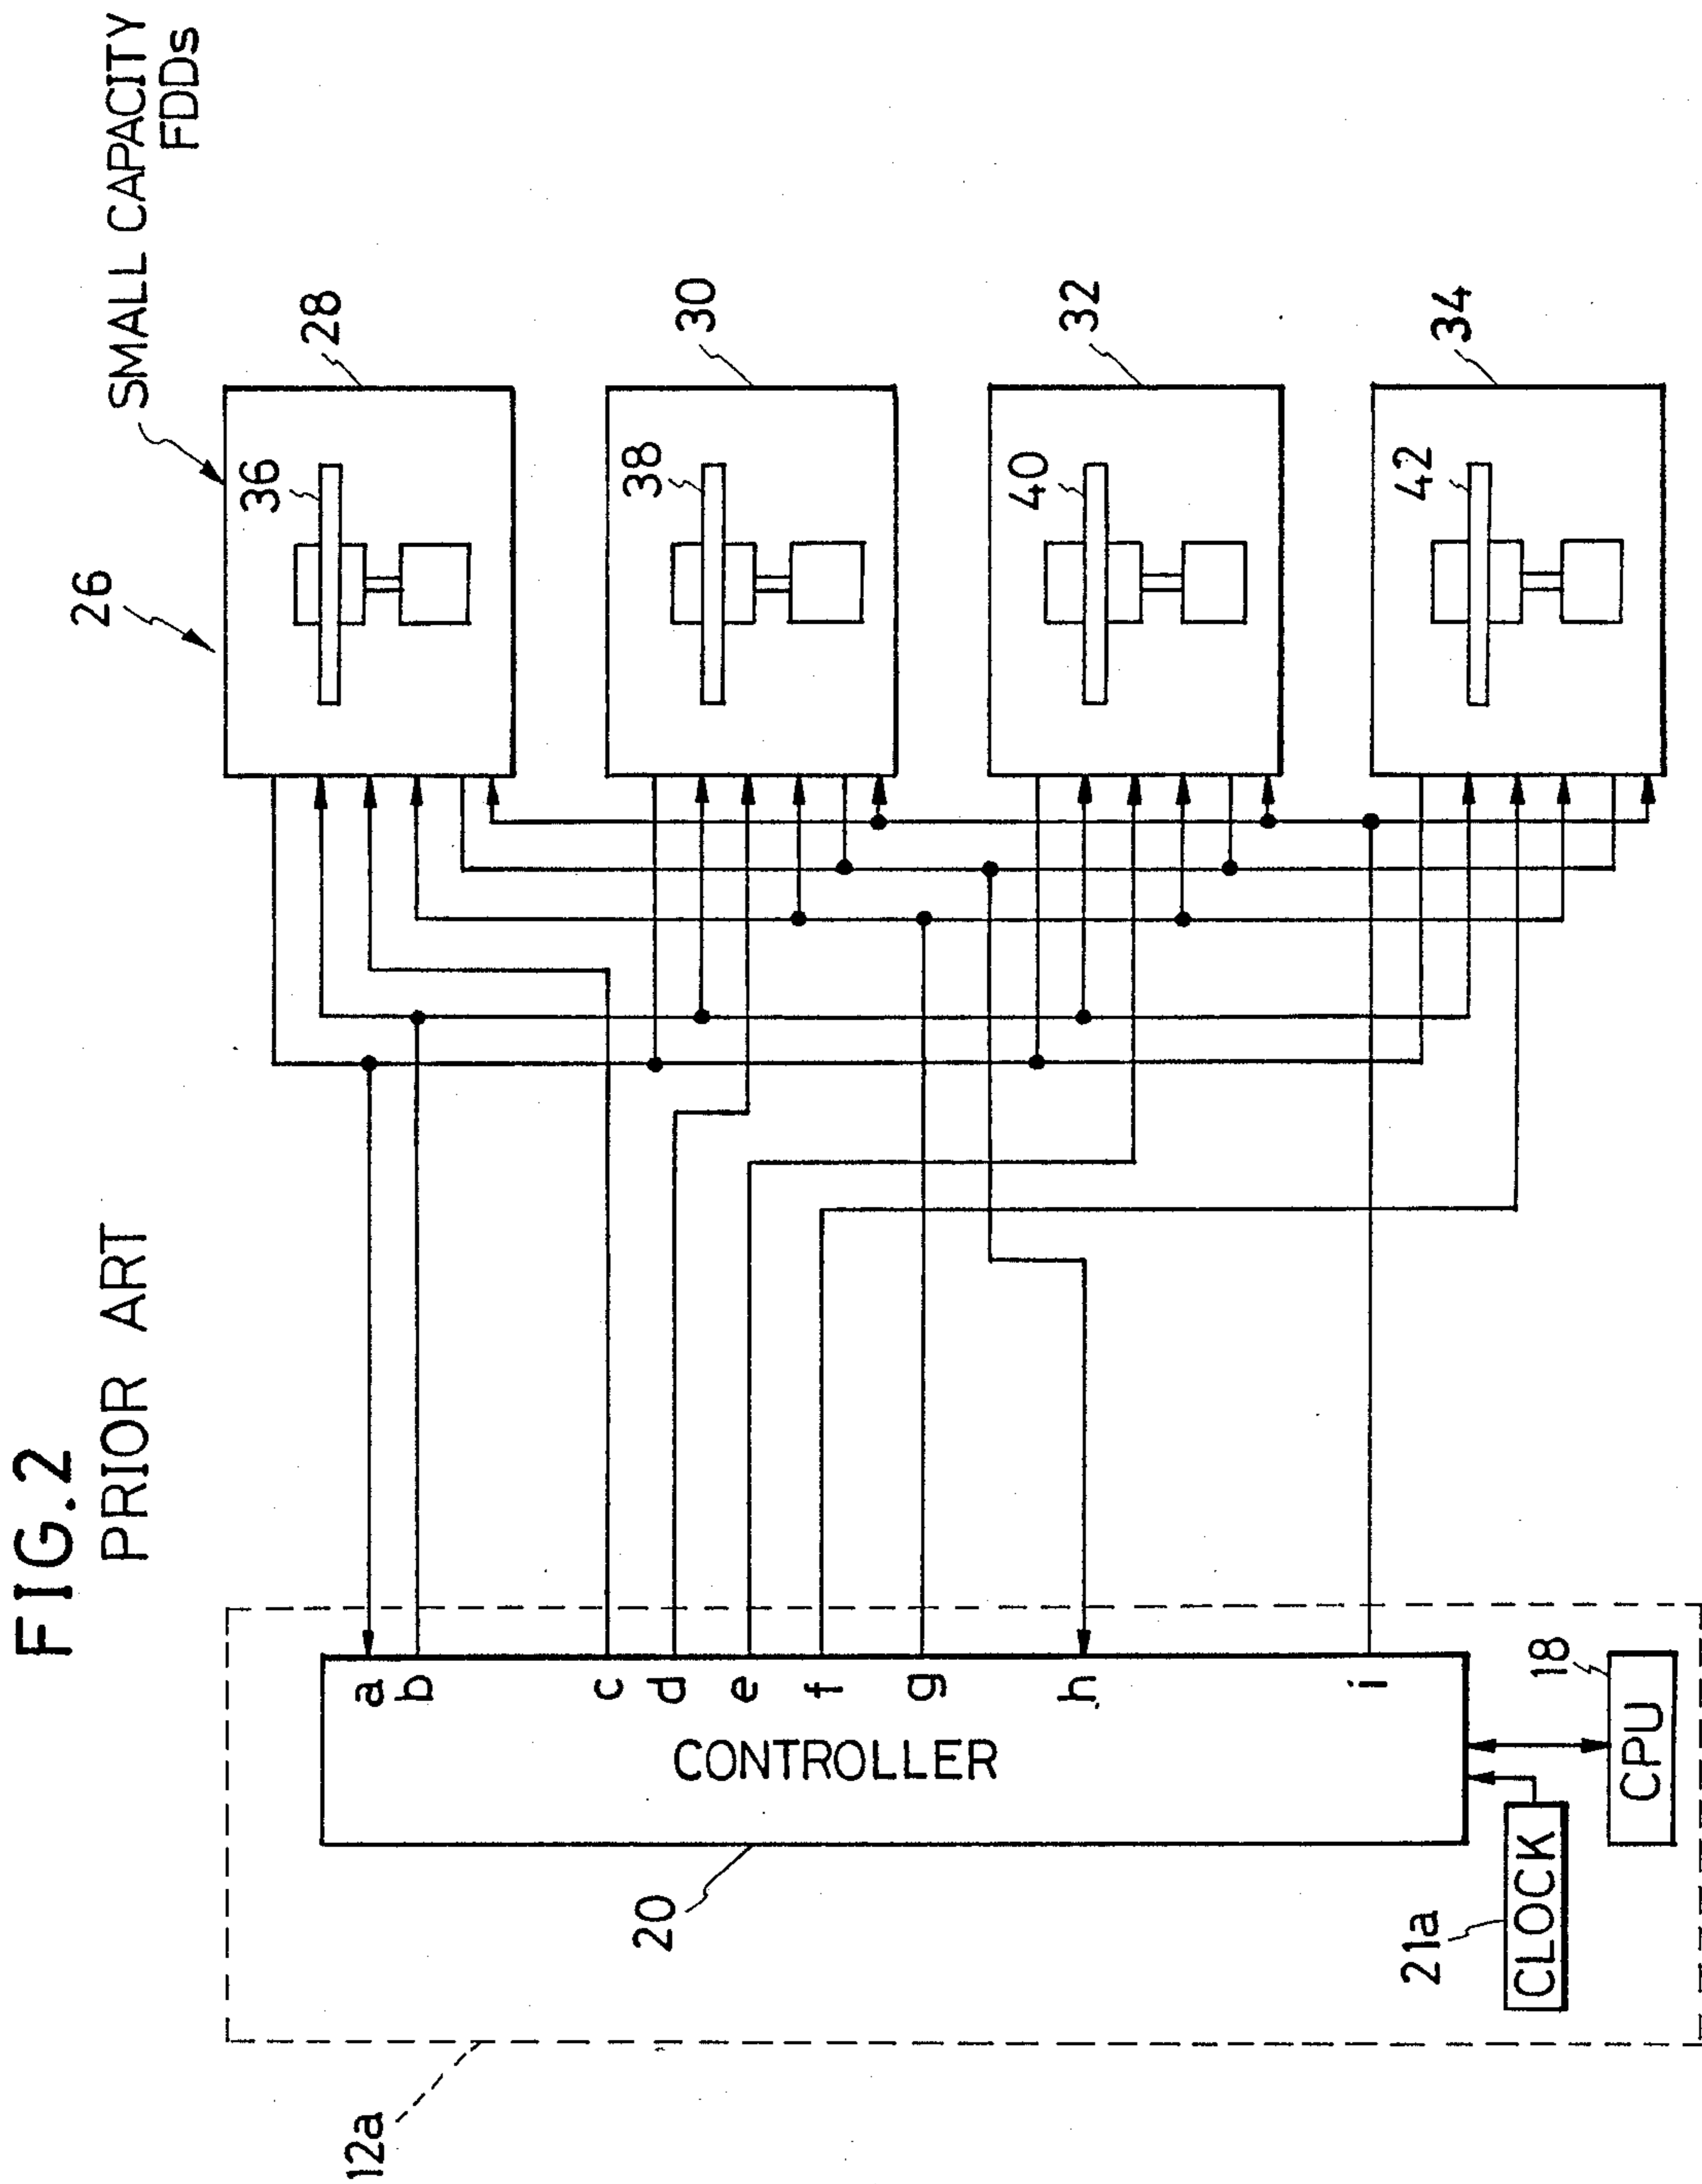 FIG.2
PRIOR ART
SMALL CAPACITY
FDDs
26
28
36
30
38
32
40
34
42
12a
20
CONTROLLER
a
b
c
d
e
f
g
h
i
21a
CLOCK
18
CPU